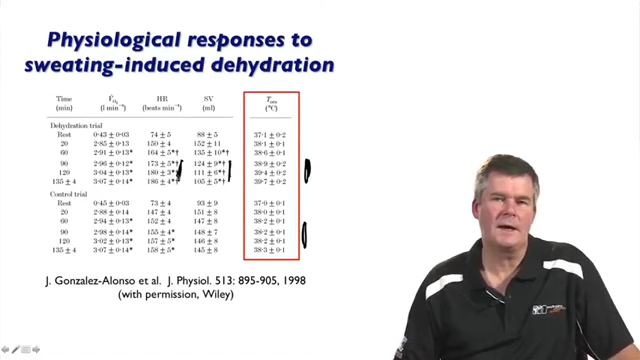 Physiological responses to
sweating-induced dehydration
Time V̇O₂ HR SV Tₒₑₛ
(min) (l min⁻¹) (beats min⁻¹) (ml) (°C)
Dehydration trial
Rest 0·43 ± 0·03 74 ± 5 88 ± 5 37·1 ± 0·2
20 2·85 ± 0·13 150 ± 4 152 ± 11 38·1 ± 0·1
60 2·91 ± 0·13* 164 ± 5*† 135 ± 10*† 38·6 ± 0·1
90 2·96 ± 0·12* 173 ± 5*† 124 ± 9*† 38·9 ± 0·2
120 3·04 ± 0·13* 180 ± 3*† 111 ± 6*† 39·4 ± 0·2
135 ± 4 3·07 ± 0·14* 186 ± 4*† 105 ± 5*† 39·7 ± 0·2
Control trial
Rest 0·45 ± 0·03 73 ± 4 93 ± 9 37·0 ± 0·1
20 2·88 ± 0·14 147 ± 4 151 ± 8 38·0 ± 0·1
60 2·94 ± 0·13* 152 ± 4 147 ± 8 38·2 ± 0·1
90 2·98 ± 0·14* 155 ± 4* 148 ± 7 38·2 ± 0·1
120 3·02 ± 0·13* 157 ± 5* 146 ± 8 38·2 ± 0·1
135 ± 4 3·07 ± 0·14* 158 ± 5* 145 ± 8 38·3 ± 0·1
J. Gonzalez-Alonso et al. J. Physiol. 513: 895-905, 1998
(with permission, Wiley)